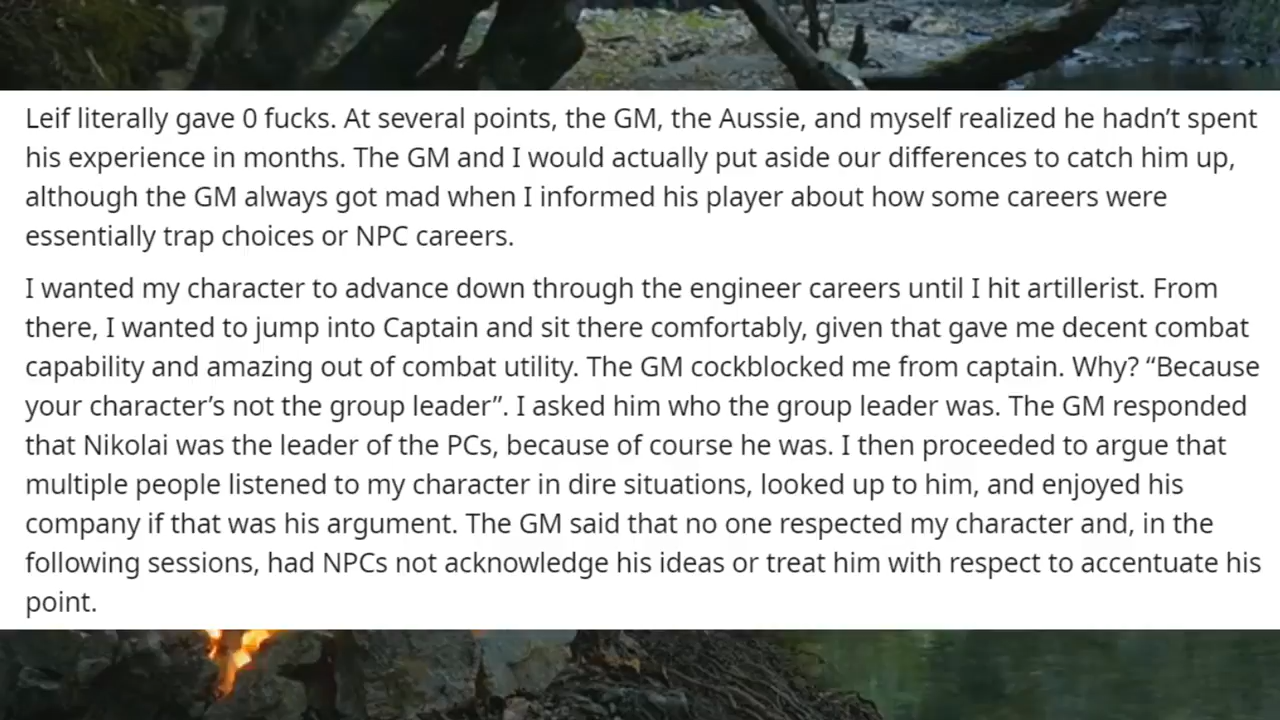 Leif literally gave 0 fucks. At several points, the GM, the Aussie, and myself realized he hadn’t spent
his experience in months. The GM and I would actually put aside our differences to catch him up,
although the GM always got mad when I informed his player about how some careers were
essentially trap choices or NPC careers.
I wanted my character to advance down through the engineer careers until I hit artillerist. From
there, I wanted to jump into Captain and sit there comfortably, given that gave me decent combat
capability and amazing out of combat utility. The GM cockblocked me from captain. Why? “Because
your character’s not the group leader”. I asked him who the group leader was. The GM responded
that Nikolai was the leader of the PCs, because of course he was. I then proceeded to argue that
multiple people listened to my character in dire situations, looked up to him, and enjoyed his
company if that was his argument. The GM said that no one respected my character and, in the
following sessions, had NPCs not acknowledge his ideas or treat him with respect to accentuate his
point.